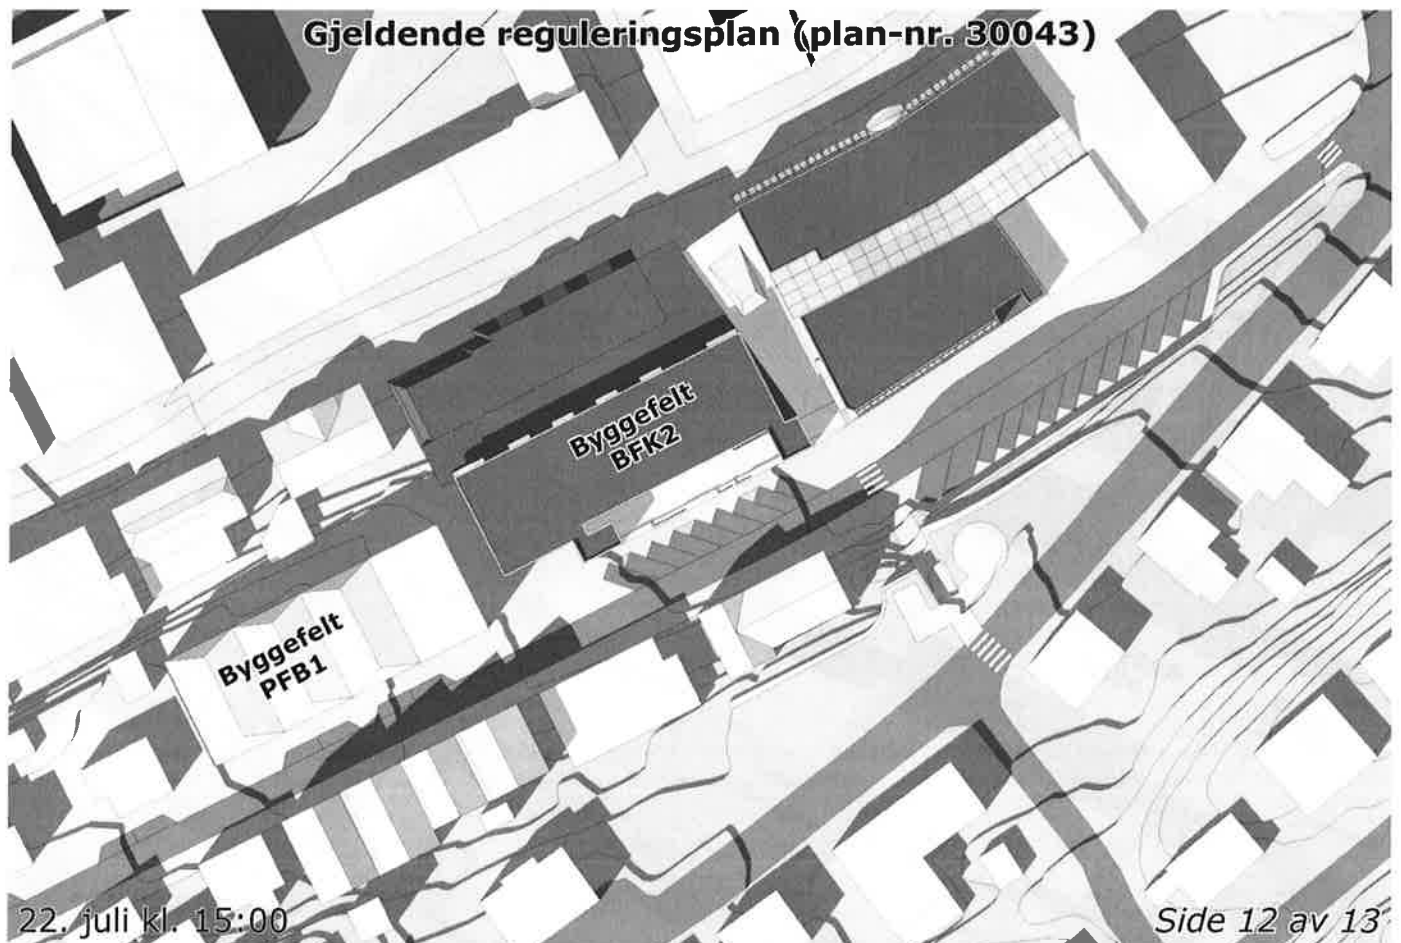 Gjeldende reguleringsplan (plan-nr. 30043)
Byggefelt
BFK2
Byggefelt
PFB1
22. juli kl. 15:00
Side 12 av 13